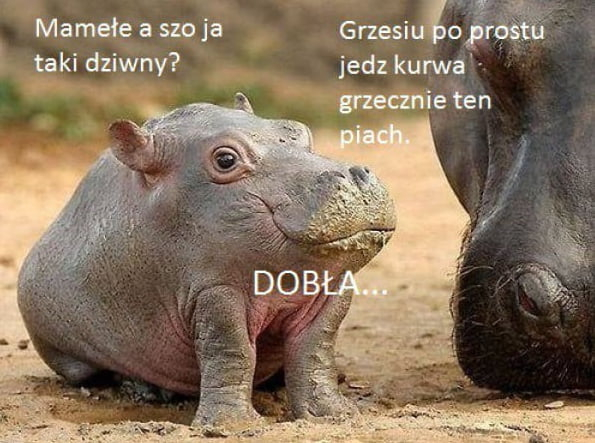 Mamełe a szo ja
taki dziwny?
Grzesiu po prostu
jedz kurwa
grzecznie ten
piach.
DOBŁA...